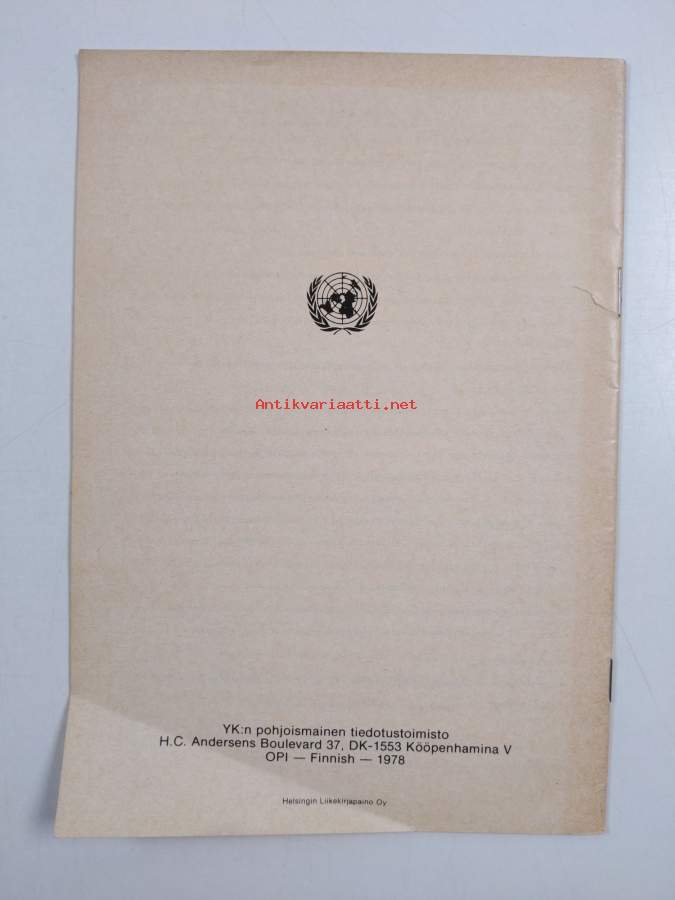 Antikvariaatti.net
YK:n pohjoismainen tiedotustoimisto
H.C. Andersens Boulevard 37, DK-1553 Kööpenhamina V
OPI — Finnish — 1978
Helsingin Liikekirjapaino Oy